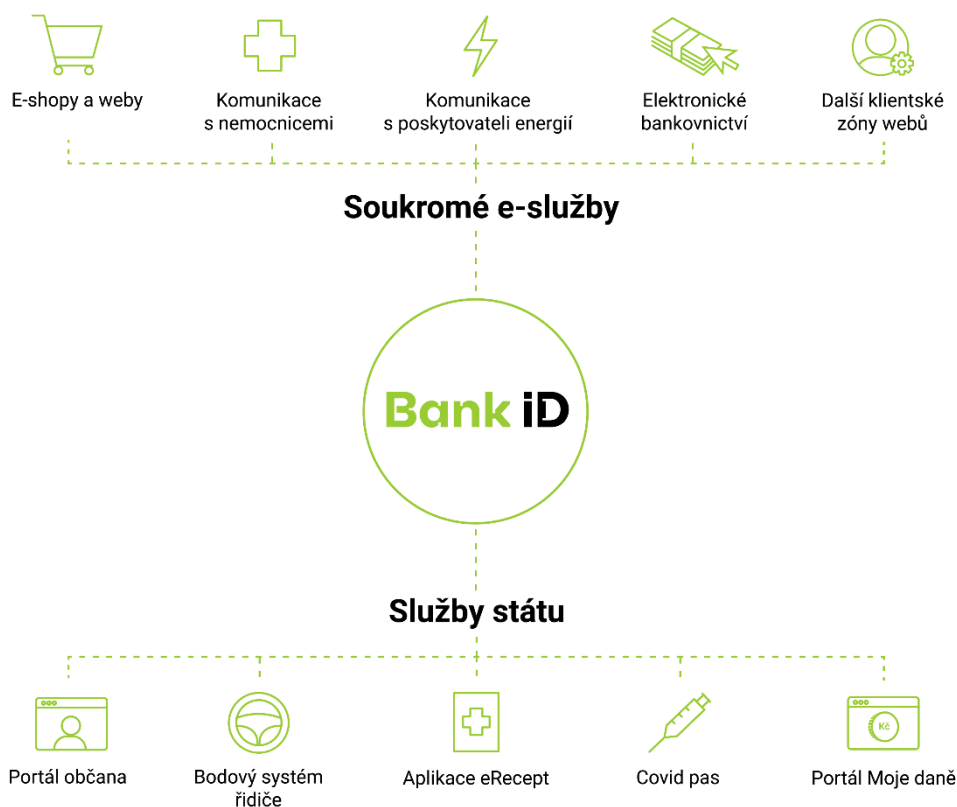 E-shopy a weby
Komunikace
s nemocnicemi
Komunikace
s poskytovateli energií
Elektronické
bankovnictví
Další klientské
zóny webů
Soukromé e-služby
Bank iD
Služby státu
Portál občana
Bodový systém
řidiče
Aplikace eRecept
Covid pas
Kč
Portál Moje daně